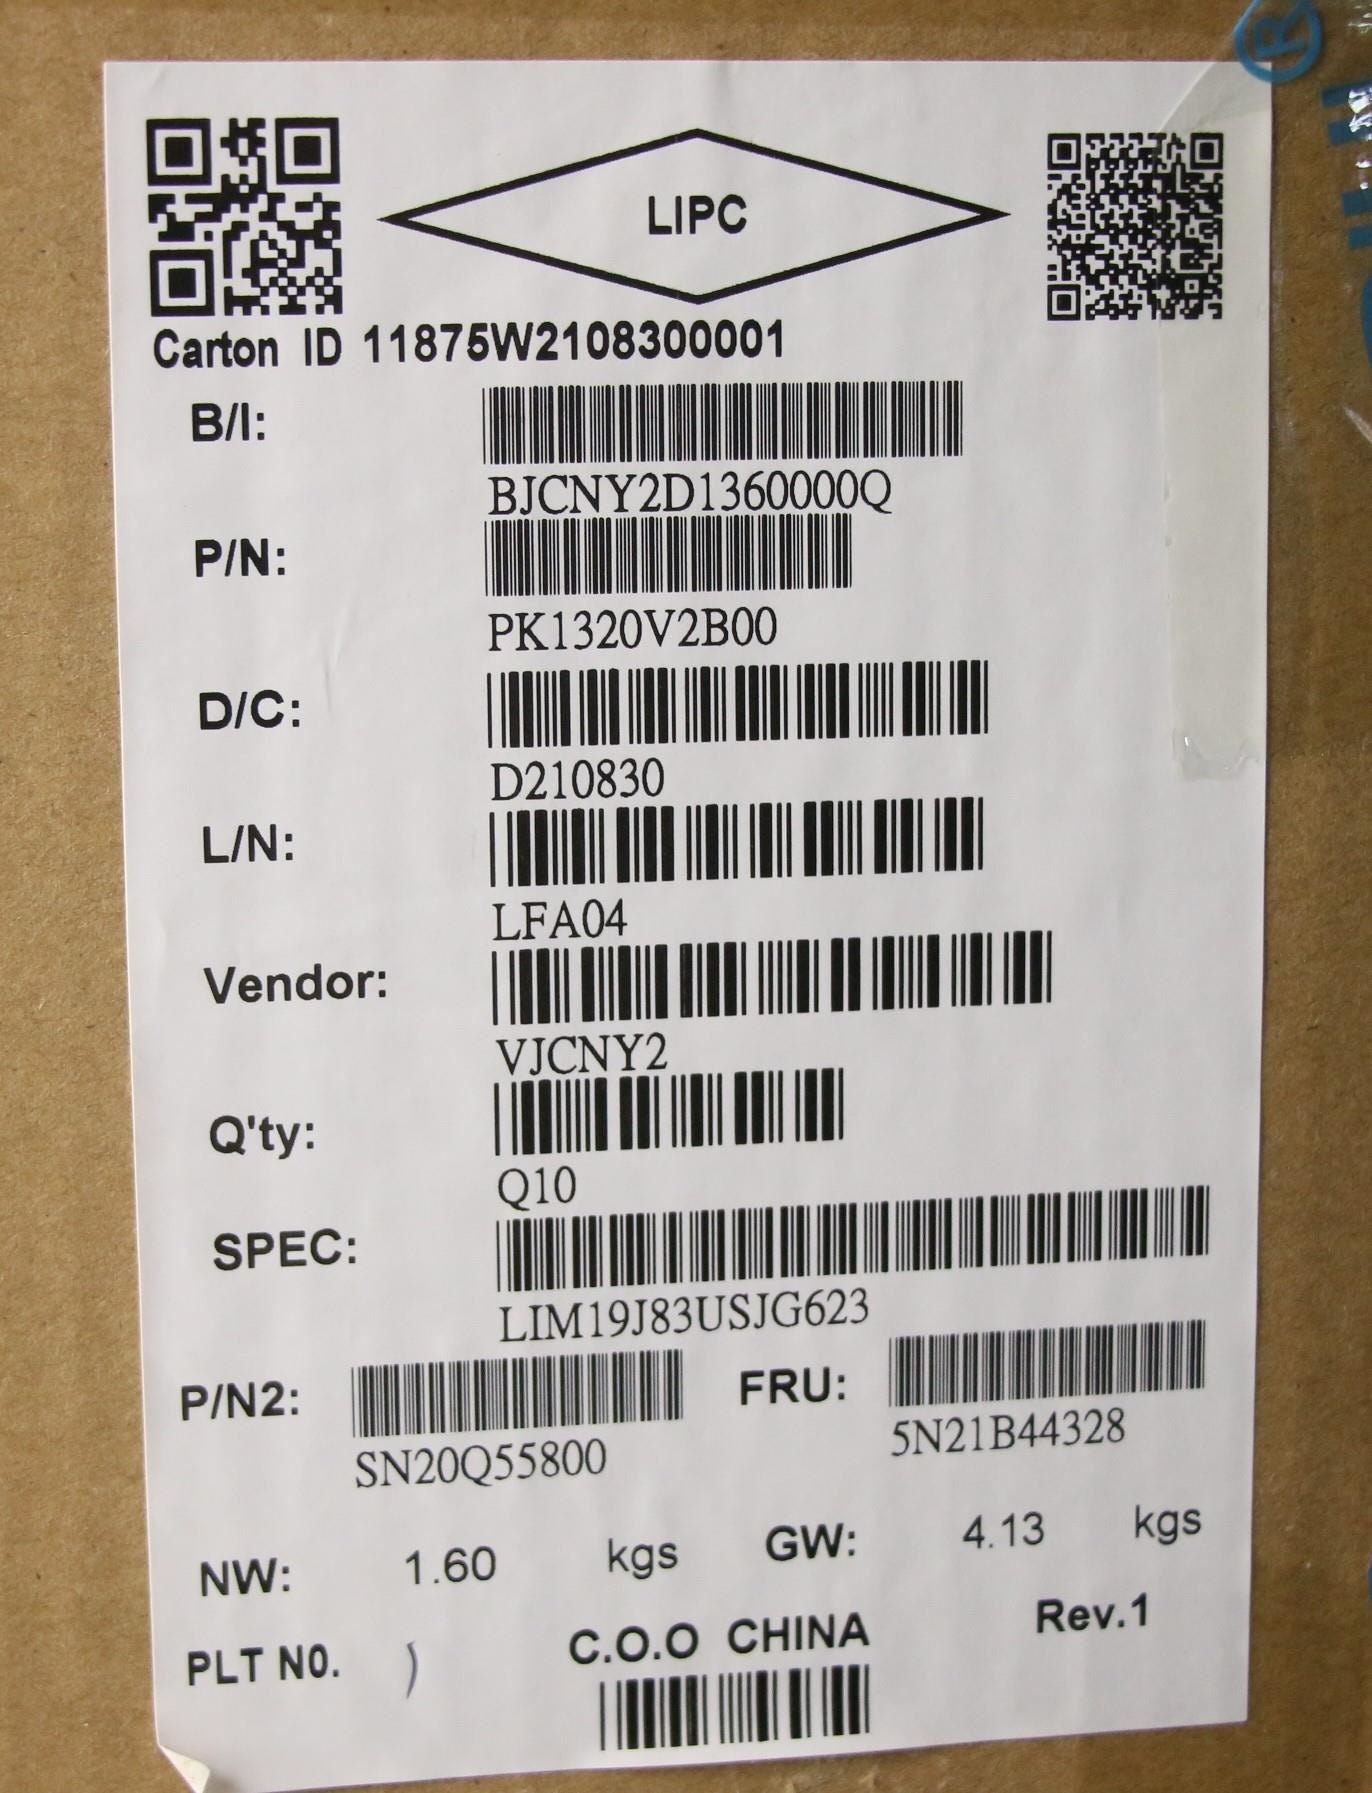 ®
LIPC
Carton ID 11875W2108300001
B/I:
BJCNY2D1360000Q
P/N:
PK1320V2B00
D/C:
D210830
L/N:
LFA04
Vendor:
VJCNY2
Q'ty:
Q10
SPEC:
LIM19J83USJG623
P/N2: FRU:
SN20Q55800 5N21B44328
NW: 1.60 kgs GW: 4.13 kgs
Rev.1
PLT NO. ) C.O.O CHINA